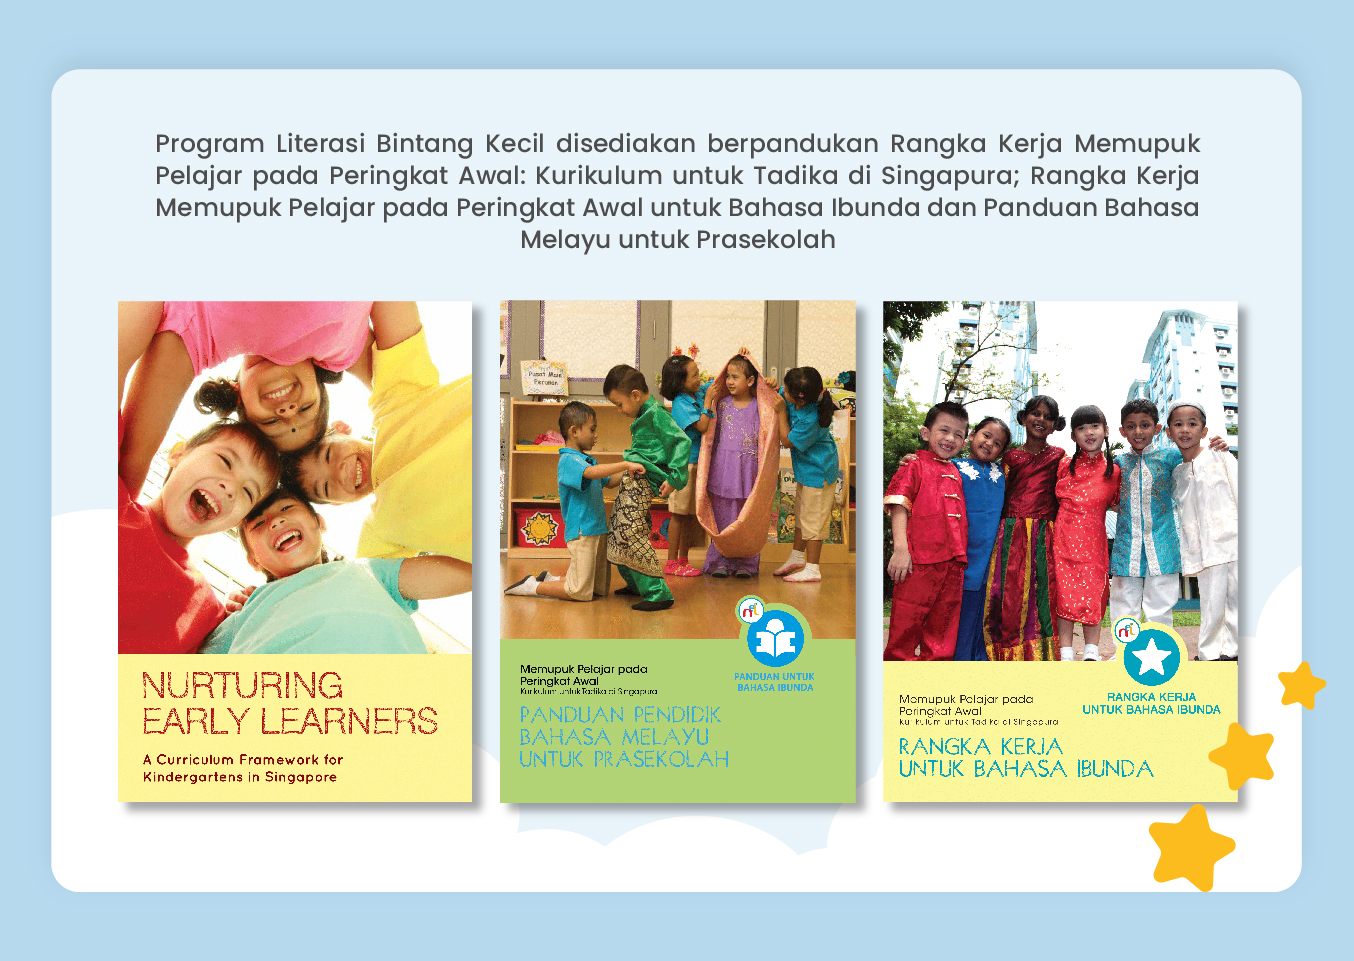 Program Literasi Bintang Kecil disediakan berpandukan Rangka Kerja Memupuk
Pelajar pada Peringkat Awal: Kurikulum untuk Tadika di Singapura; Rangka Kerja
Memupuk Pelajar pada Peringkat Awal untuk Bahasa Ibunda dan Panduan Bahasa
Melayu untuk Prasekolah
NURTURING
EARLY LEARNERS
A Curriculum Framework for
Kindergartens in Singapore
Pusat Main
Peranan
PANDUAN UNTUK
BAHASA IBUNDA
Memupuk Pelajar pada
Peringkat Awal
Kurikulum untuk Tadika di Singapura
PANDUAN PENDIDIK
BAHASA MELAYU
UNTUK PRASEKOLAH
RANGKA KERJA
UNTUK BAHASA IBUNDA
Memupuk Pelajar pada
Peringkat Awal
Kurikulum untuk Tadika di Singapura
RANGKA KERJA
UNTUK BAHASA IBUNDA